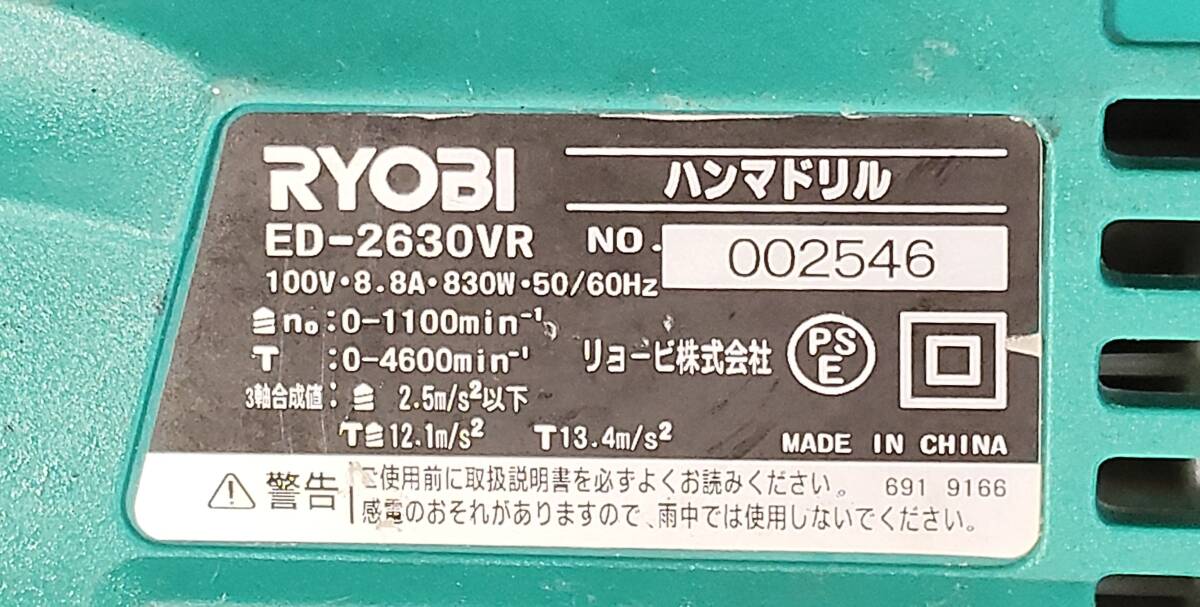 RYOBI
ハンマドリル
ED-2630VR NO. 002546
100V・8.8A・830W・50/60Hz
n₀:0-1100min⁻¹
T :0-4600min⁻¹
リョービ株式会社
PSE
3軸合成値: 2.5m/s²以下
T 12.1m/s² T13.4m/s²
MADE IN CHINA
警告
ご使用前に取扱説明書を必ずよくお読みください。 691 9166
感電のおそれがありますので、雨中では使用しないでください。